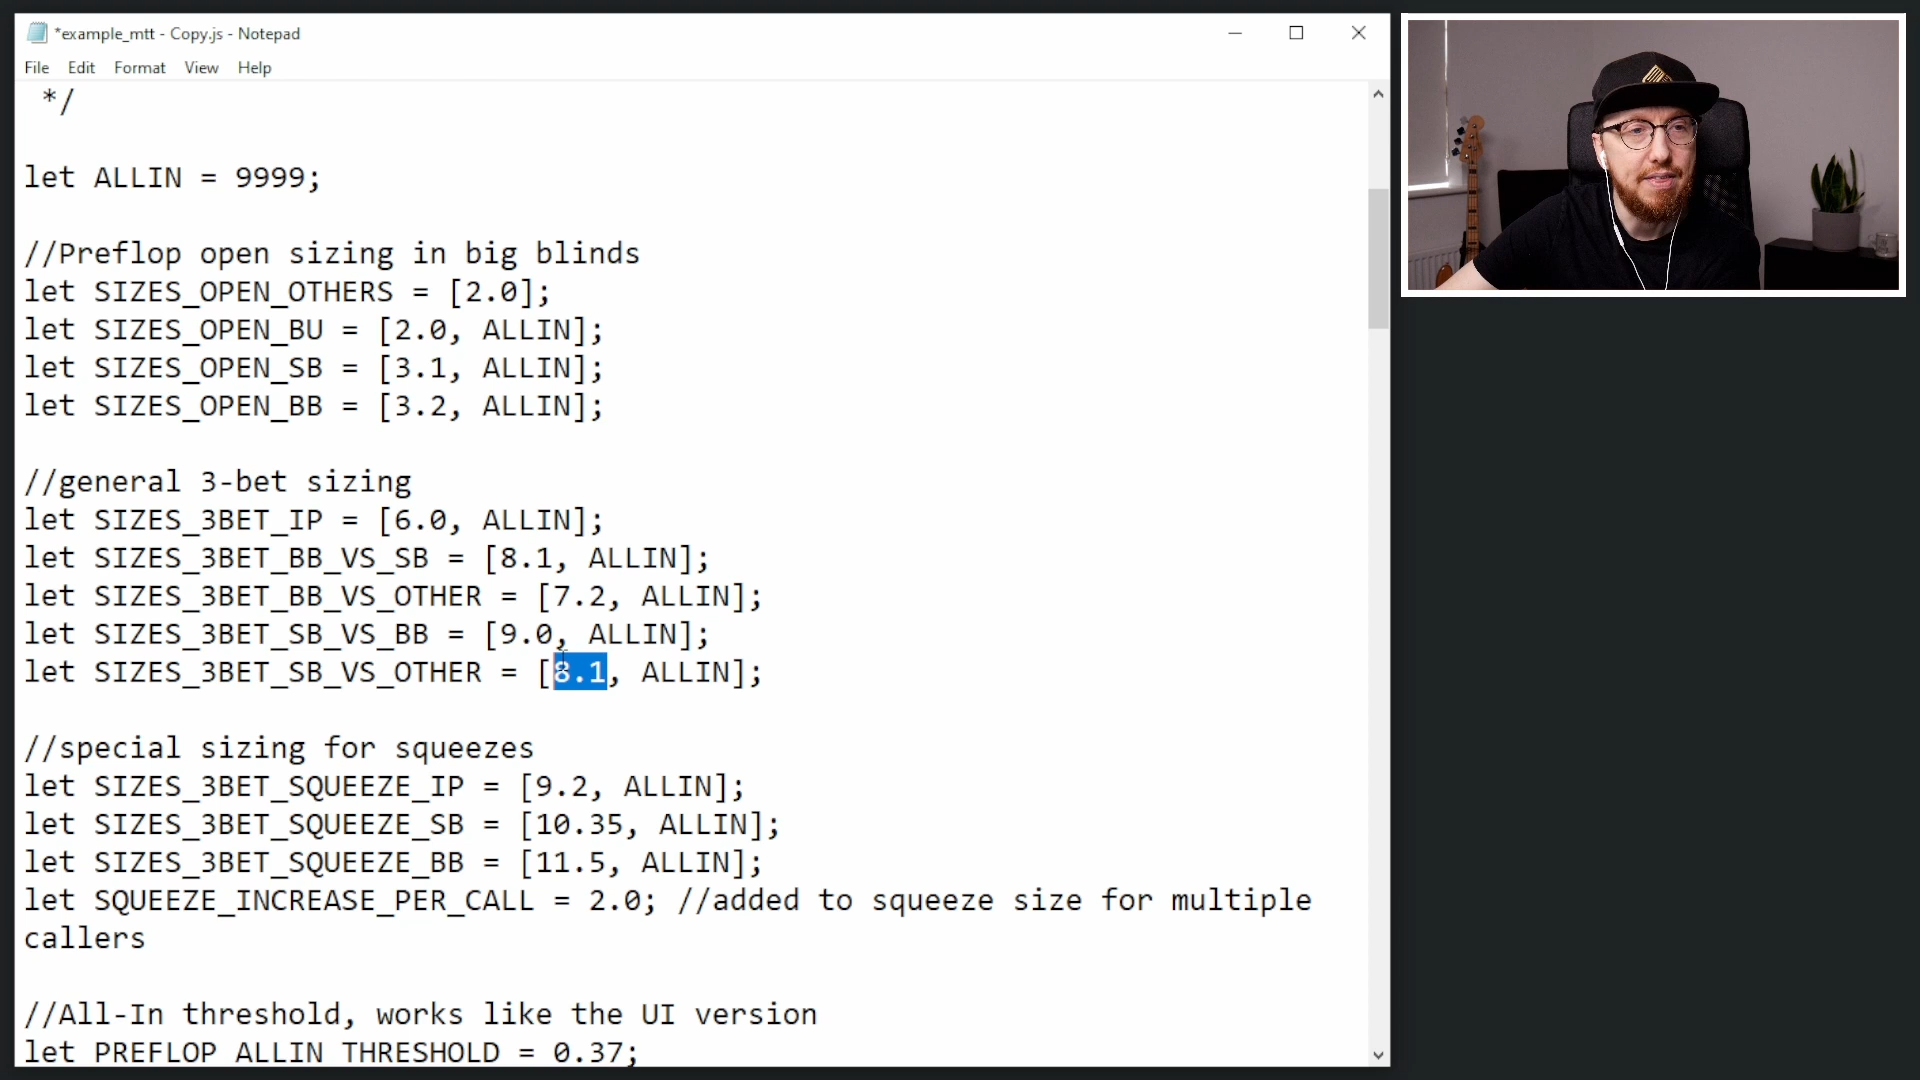 *example_mtt - Copy.js - Notepad
File Edit Format View Help
*/
let ALLIN = 9999;
//Preflop open sizing in big blinds
let SIZES_OPEN_OTHERS = [2.0];
let SIZES_OPEN_BU = [2.0, ALLIN];
let SIZES_OPEN_SB = [3.1, ALLIN];
let SIZES_OPEN_BB = [3.2, ALLIN];
//general 3-bet sizing
let SIZES_3BET_IP = [6.0, ALLIN];
let SIZES_3BET_BB_VS_SB = [8.1, ALLIN];
let SIZES_3BET_BB_VS_OTHER = [7.2, ALLIN];
let SIZES_3BET_SB_VS_BB = [9.0, ALLIN];
let SIZES_3BET_SB_VS_OTHER = [8.1, ALLIN];
//special sizing for squeezes
let SIZES_3BET_SQUEEZE_IP = [9.2, ALLIN];
let SIZES_3BET_SQUEEZE_SB = [10.35, ALLIN];
let SIZES_3BET_SQUEEZE_BB = [11.5, ALLIN];
let SQUEEZE_INCREASE_PER_CALL = 2.0; //added to squeeze size for multiple
callers
//All-In threshold, works like the UI version
let PREFLOP_ALLIN_THRESHOLD = 0.37;